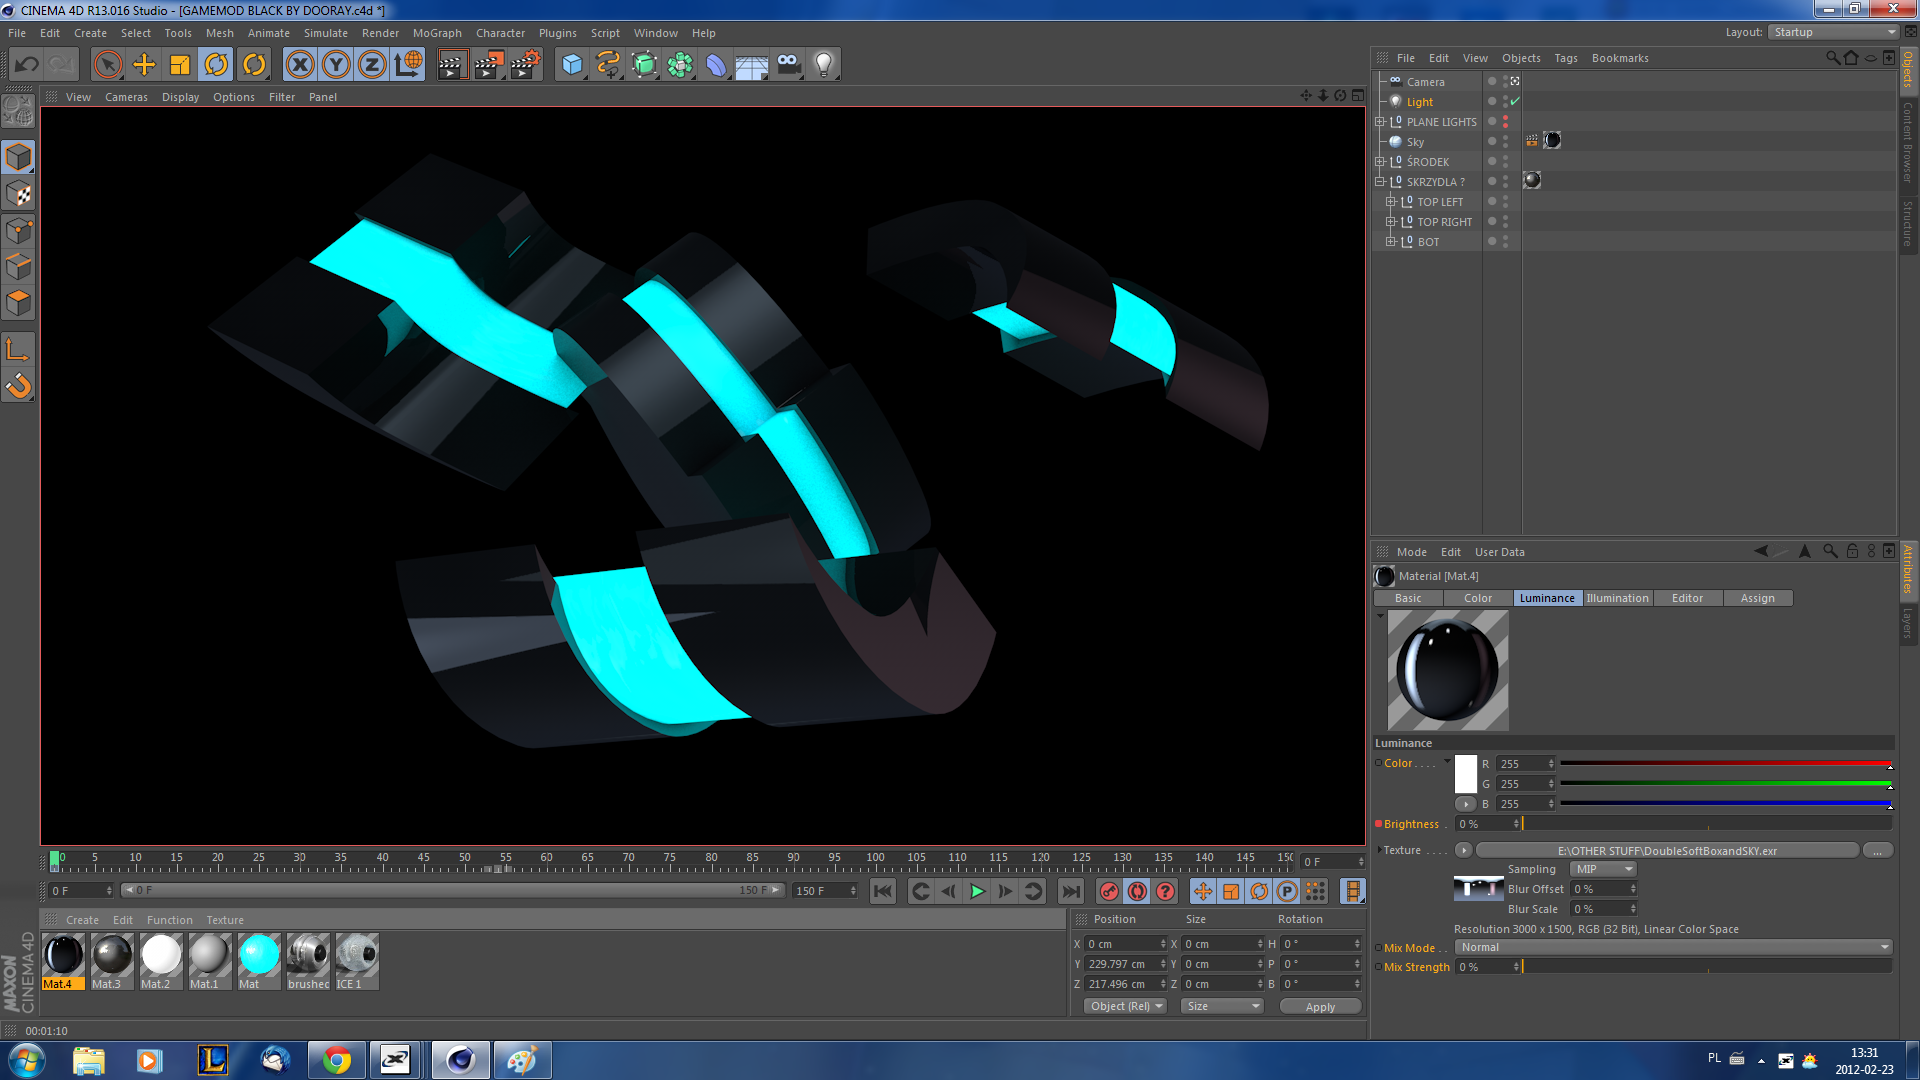 CINEMA 4D R13.016 Studio - [GAMEMOD BLACK BY DOORAY.c4d *]
File Edit Create Select Tools Mesh Animate Simulate Render MoGraph Character Plugins Script Window Help
Layout: Startup
X Y Z
File Edit View Objects Tags Bookmarks
View Cameras Display Options Filter Panel
Camera
Light
PLANE LIGHTS
Sky
ŚRODEK
SKRZYDLA ?
TOP LEFT
TOP RIGHT
BOT
Objects
Content Browser
Structure
Mode Edit User Data
Attributes
Layers
Material [Mat.4]
Basic Color Luminance Illumination Editor Assign
Luminance
Color . . . . R 255
G 255
B 255
Brightness . 0 %
Texture . . . . E:\OTHER STUFF\DoubleSoftBoxandSKY.exr ...
Sampling MIP
Blur Offset 0 %
Blur Scale 0 %
Resolution 3000 x 1500, RGB (32 Bit), Linear Color Space
Mix Mode . . Normal
Mix Strength 0 %
0 5 10 15 20 25 30 35 40 45 50 55 60 65 70 75 80 85 90 95 100 105 110 115 120 125 130 135 140 145 150 0 F
0 F 0 F 150 F 150 F
Create Edit Function Texture
Mat.4 Mat.3 Mat.2 Mat.1 Mat brushec ICE 1
MAXON
CINEMA 4D
Position Size Rotation
X 0 cm X 0 cm H 0 °
Y 229.797 cm Y 0 cm P 0 °
Z 217.496 cm Z 0 cm B 0 °
Object (Rel) Size Apply
00:01:10
PL
13:31
2012-02-23